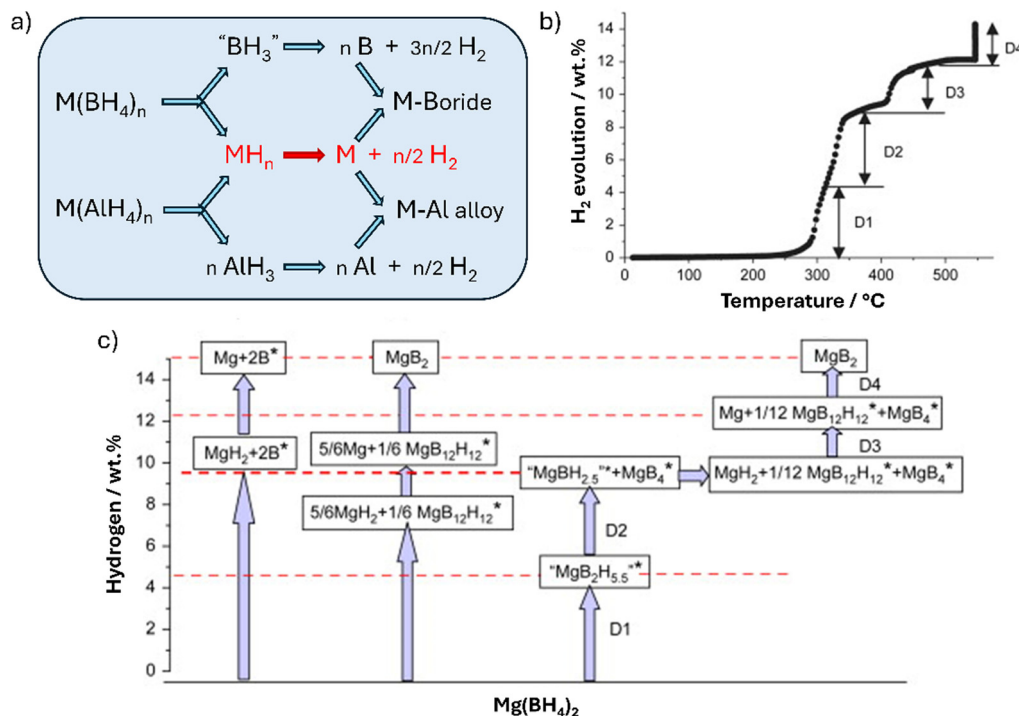 a)
"BH₃" n B + 3n/2 H₂
M(BH₄)ₙ
M-Boride
MHₙ M + n/2 H₂
M(AlH₄)ₙ
M-Al alloy
n AlH₃ n Al + n/2 H₂
b)
H₂ evolution / wt.%
14
12
10
8
6
4
2
0
0 100 200 300 400 500
Temperature / °C
D1
D2
D3
D4
c)
Hydrogen / wt.%
14
12
10
8
6
4
2
0
Mg+2B*
MgH₂+2B*
MgB₂
5/6Mg+1/6 MgB₁₂H₁₂*
5/6MgH₂+1/6 MgB₁₂H₁₂*
"MgBH₂.₅"*+MgB₄*
D2
"MgB₂H₅.₅"*
D1
MgB₂
D4
Mg+1/12 MgB₁₂H₁₂*+MgB₄*
D3
MgH₂+1/12 MgB₁₂H₁₂*+MgB₄*
Mg(BH₄)₂